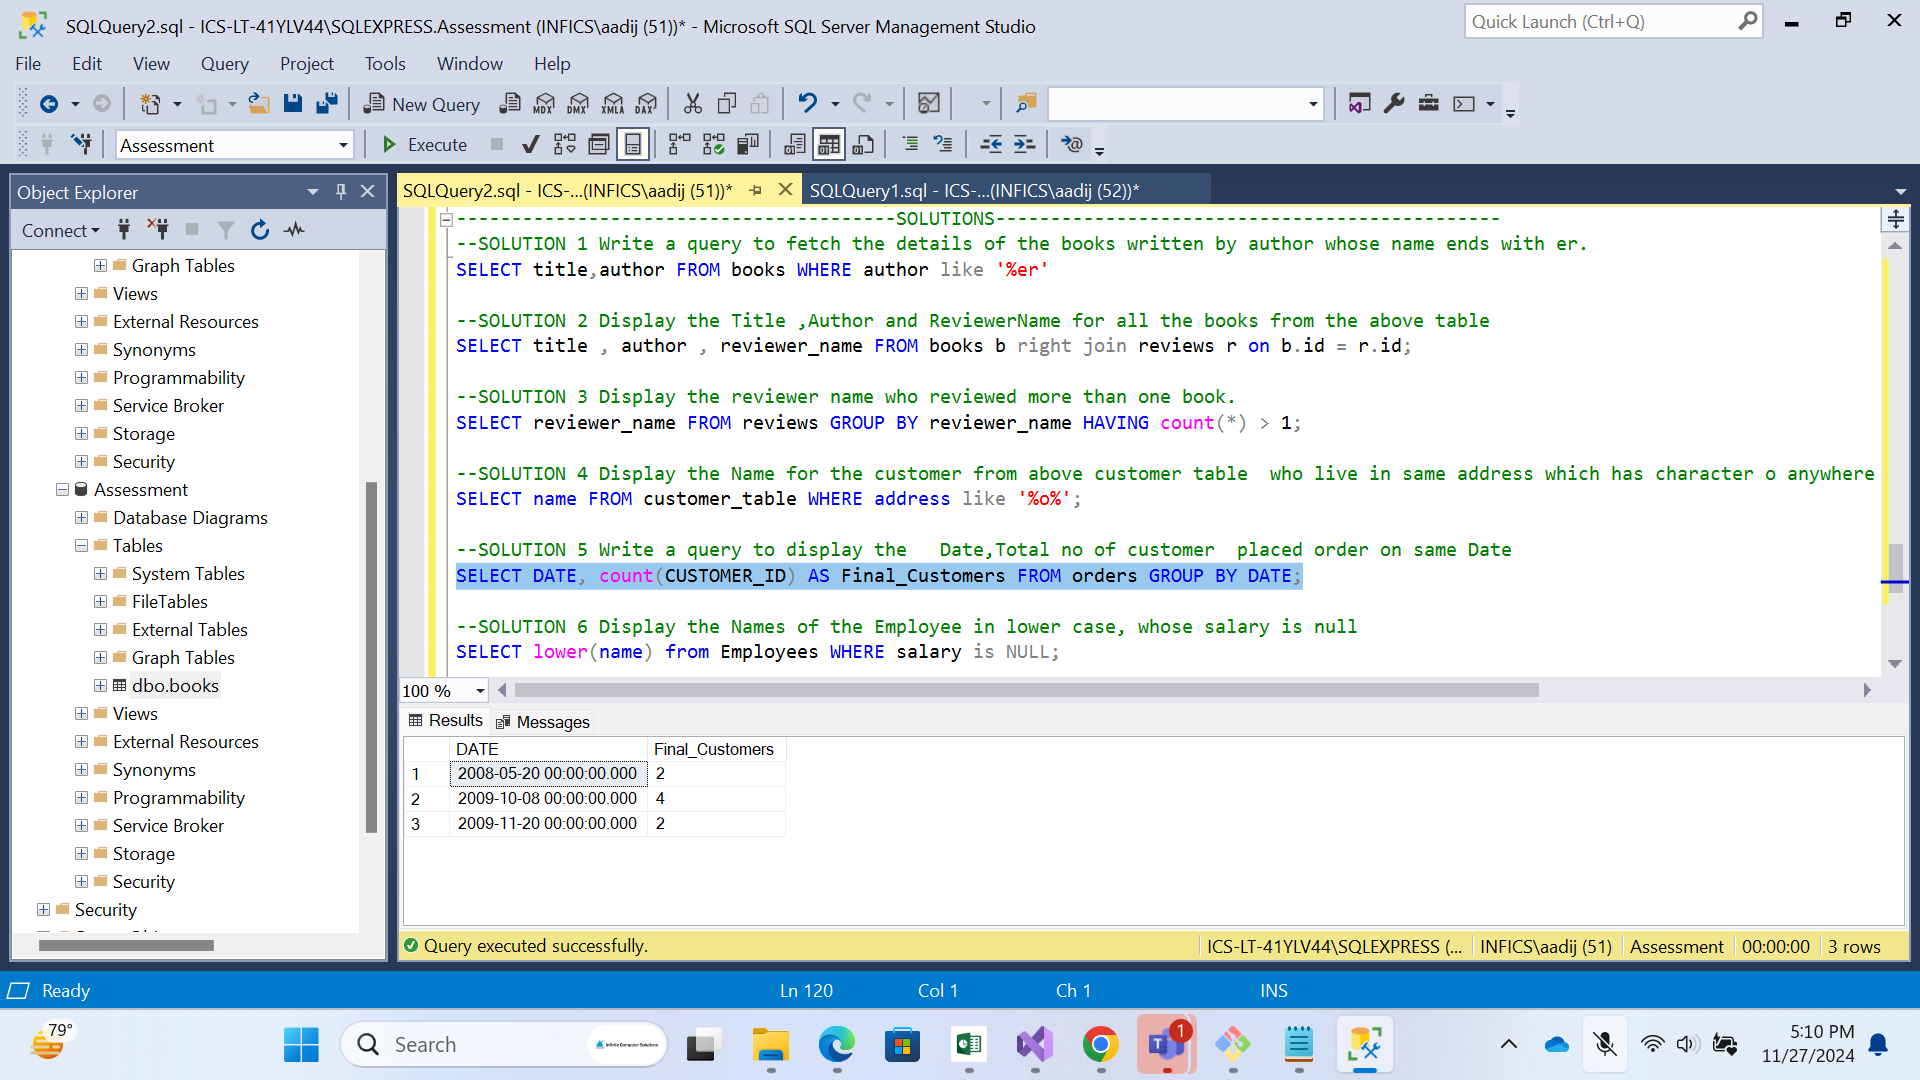 SQLQuery2.sql - ICS-LT-41YLV44\SQLEXPRESS.Assessment (INFICS\aadij (51))* - Microsoft SQL Server Management Studio
Quick Launch (Ctrl+Q)
File Edit View Query Project Tools Window Help
New Query MDX DMX XMLA DAX
Assessment Execute
Object Explorer
Connect
Graph Tables
Views
External Resources
Synonyms
Programmability
Service Broker
Storage
Security
Assessment
Database Diagrams
Tables
System Tables
FileTables
External Tables
Graph Tables
dbo.books
Views
External Resources
Synonyms
Programmability
Service Broker
Storage
Security
Security
SQLQuery2.sql - ICS-...(INFICS\aadij (51))* SQLQuery1.sql - ICS-...(INFICS\aadij (52))*
----------------------------------------SOLUTIONS----------------------------------------------
--SOLUTION 1 Write a query to fetch the details of the books written by author whose name ends with er.
SELECT title,author FROM books WHERE author like '%er'
--SOLUTION 2 Display the Title ,Author and ReviewerName for all the books from the above table
SELECT title , author , reviewer_name FROM books b right join reviews r on b.id = r.id;
--SOLUTION 3 Display the reviewer name who reviewed more than one book.
SELECT reviewer_name FROM reviews GROUP BY reviewer_name HAVING count(*) > 1;
--SOLUTION 4 Display the Name for the customer from above customer table  who live in same address which has character o anywhere
SELECT name FROM customer_table WHERE address like '%o%';
--SOLUTION 5 Write a query to display the   Date,Total no of customer  placed order on same Date
SELECT DATE, count(CUSTOMER_ID) AS Final_Customers FROM orders GROUP BY DATE;
--SOLUTION 6 Display the Names of the Employee in lower case, whose salary is null
SELECT lower(name) from Employees WHERE salary is NULL;
100 %
Results Messages
DATE Final_Customers
1 2008-05-20 00:00:00.000 2
2 2009-10-08 00:00:00.000 4
3 2009-11-20 00:00:00.000 2
Query executed successfully. ICS-LT-41YLV44\SQLEXPRESS (... INFICS\aadij (51) Assessment 00:00:00 3 rows
Ready Ln 120 Col 1 Ch 1 INS
79° Search Infinite Computer Solutions 1 5:10 PM
11/27/2024